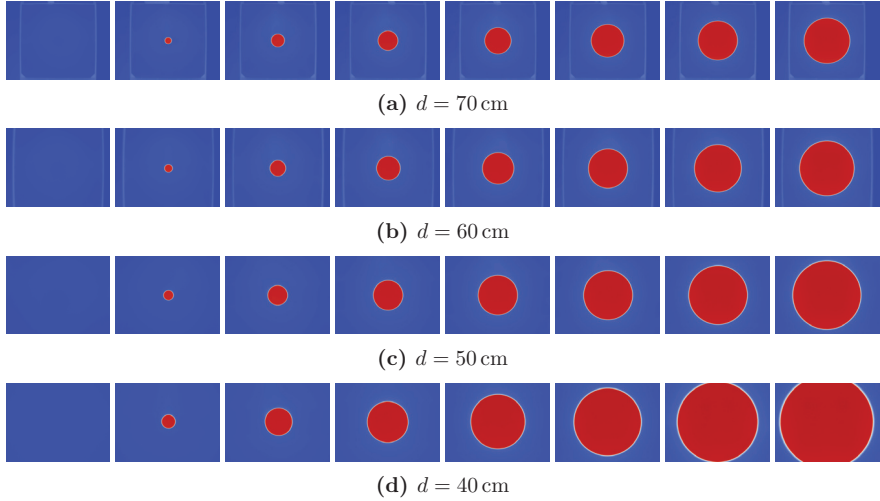 (a) d = 70 cm
(b) d = 60 cm
(c) d = 50 cm
(d) d = 40 cm